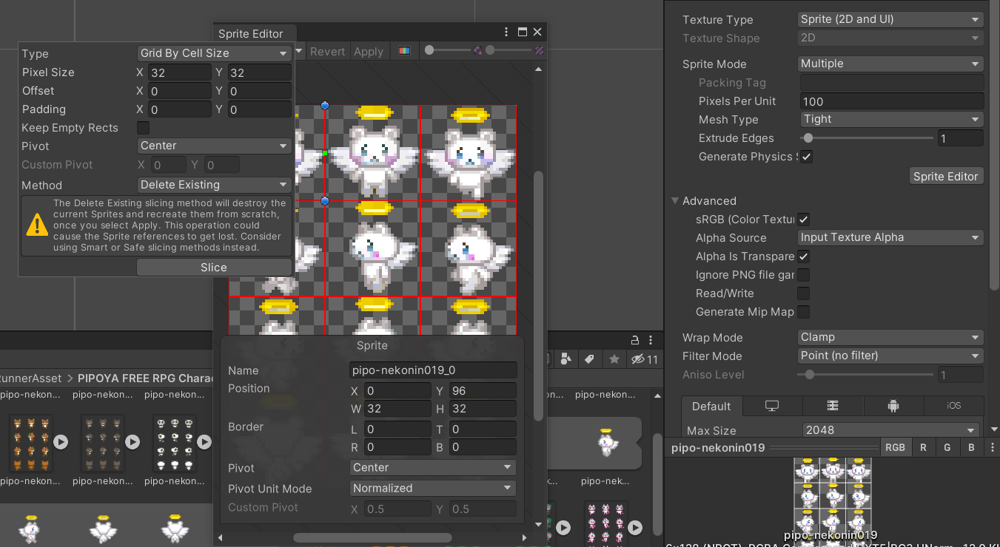 Sprite Editor
Revert Apply
Type Grid By Cell Size
Pixel Size X 32 Y 32
Offset X 0 Y 0
Padding X 0 Y 0
Keep Empty Rects
Pivot Center
Custom Pivot X 0 Y 0
Method Delete Existing
The Delete Existing slicing method will destroy the
current Sprites and recreate them from scratch,
once you select Apply. This operation could
cause the Sprite references to get lost. Consider
using Smart or Safe slicing methods instead.
Slice
Sprite
Name pipo-nekonin019_0
Position X 0 Y 96
W 32 H 32
Border L 0 T 0
R 0 B 0
Pivot Center
Pivot Unit Mode Normalized
Custom Pivot X 0.5 Y 0.5
11
unnerAsset > PIPOYA FREE RPG Chara
pipo-nekon... pipo-nekon... pipo-nekon... n... pipo-nekon...
pipo-nekon... pipo-nekon... pipo-nekon... k... pipo-nek...
Texture Type Sprite (2D and UI)
Texture Shape 2D
Sprite Mode Multiple
Packing Tag
Pixels Per Unit 100
Mesh Type Tight
Extrude Edges 1
Generate Physics S
Sprite Editor
Advanced
sRGB (Color Textur
Alpha Source Input Texture Alpha
Alpha Is Transpare
Ignore PNG file gam
Read/Write
Generate Mip Map
Wrap Mode Clamp
Filter Mode Point (no filter)
Aniso Level 1
Default iOS
Max Size 2048
pipo-nekonin019 RGB R G B
pipo-nekonin019